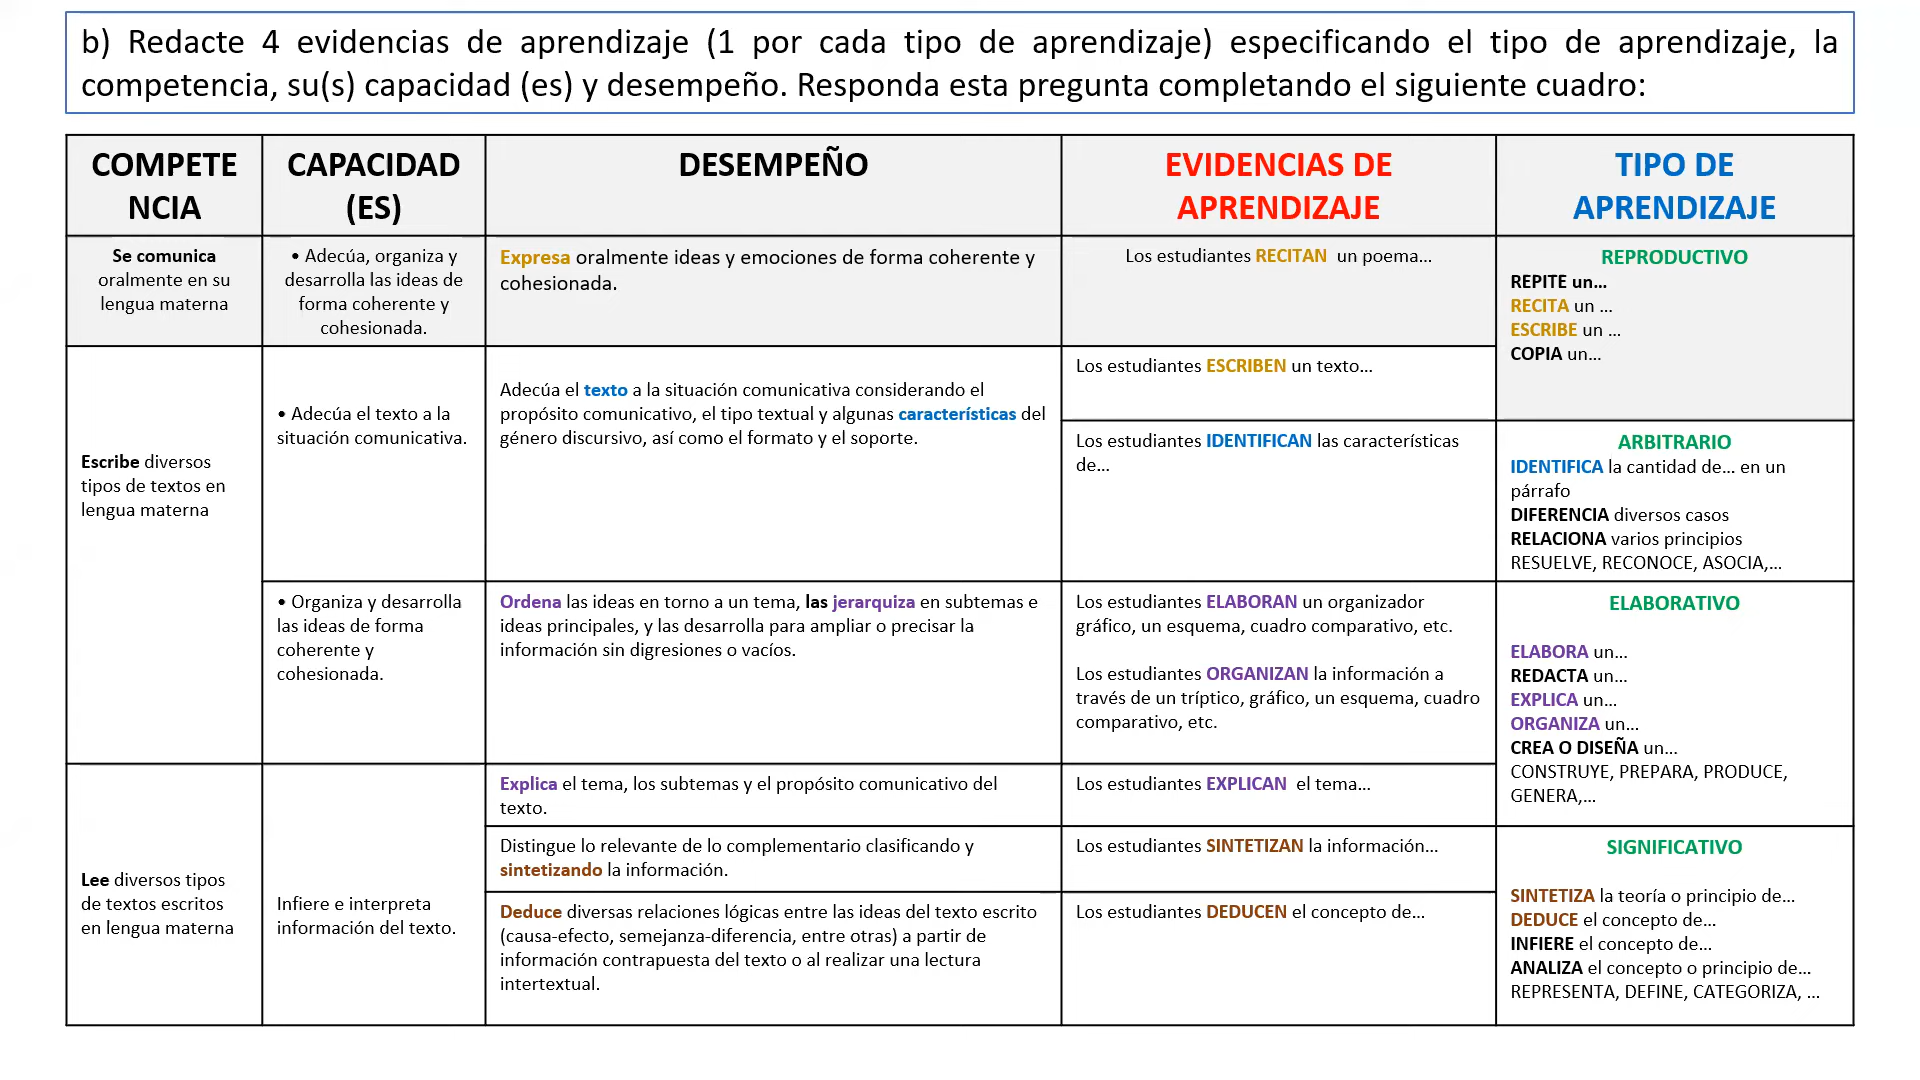 b) Redacte 4 evidencias de aprendizaje (1 por cada tipo de aprendizaje) especificando el tipo de aprendizaje, la
competencia, su(s) capacidad (es) y desempeño. Responda esta pregunta completando el siguiente cuadro:
COMPETE
NCIA
CAPACIDAD
(ES)
DESEMPEÑO
EVIDENCIAS DE
APRENDIZAJE
TIPO DE
APRENDIZAJE
Se comunica
oralmente en su
lengua materna
• Adecúa, organiza y
desarrolla las ideas de
forma coherente y
cohesionada.
Expresa oralmente ideas y emociones de forma coherente y
cohesionada.
Los estudiantes RECITAN un poema...
REPRODUCTIVO
REPITE un...
RECITA un ...
ESCRIBE un ...
COPIA un...
Escribe diversos
tipos de textos en
lengua materna
• Adecúa el texto a la
situación comunicativa.
Adecúa el texto a la situación comunicativa considerando el
propósito comunicativo, el tipo textual y algunas características del
género discursivo, así como el formato y el soporte.
Los estudiantes ESCRIBEN un texto...
Los estudiantes IDENTIFICAN las características
de...
ARBITRARIO
IDENTIFICA la cantidad de... en un
párrafo
DIFERENCIA diversos casos
RELACIONA varios principios
RESUELVE, RECONOCE, ASOCIA,...
• Organiza y desarrolla
las ideas de forma
coherente y
cohesionada.
Ordena las ideas en torno a un tema, las jerarquiza en subtemas e
ideas principales, y las desarrolla para ampliar o precisar la
información sin digresiones o vacíos.
Los estudiantes ELABORAN un organizador
gráfico, un esquema, cuadro comparativo, etc.
Los estudiantes ORGANIZAN la información a
través de un tríptico, gráfico, un esquema, cuadro
comparativo, etc.
ELABORATIVO
ELABORA un...
REDACTA un...
EXPLICA un...
ORGANIZA un...
CREA O DISEÑA un...
CONSTRUYE, PREPARA, PRODUCE,
GENERA,...
Lee diversos tipos
de textos escritos
en lengua materna
Infiere e interpreta
información del texto.
Explica el tema, los subtemas y el propósito comunicativo del
texto.
Los estudiantes EXPLICAN el tema...
Distingue lo relevante de lo complementario clasificando y
sintetizando la información.
Los estudiantes SINTETIZAN la información...
Deduce diversas relaciones lógicas entre las ideas del texto escrito
(causa-efecto, semejanza-diferencia, entre otras) a partir de
información contrapuesta del texto o al realizar una lectura
intertextual.
Los estudiantes DEDUCEN el concepto de...
SIGNIFICATIVO
SINTETIZA la teoría o principio de...
DEDUCE el concepto de...
INFIERE el concepto de...
ANALIZA el concepto o principio de...
REPRESENTA, DEFINE, CATEGORIZA, ...